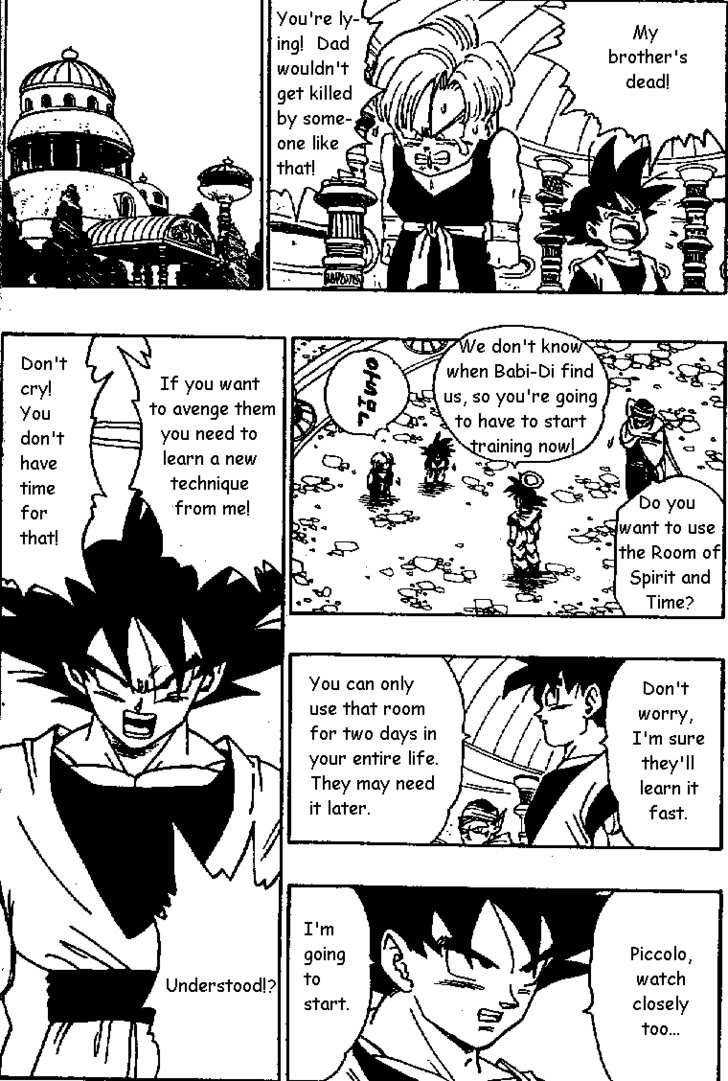 You're ly-
ing! Dad
wouldn't
get killed
by some-
one like
that!
My
brother's
dead!
Don't
cry!
You
don't
have
time
for
that!
If you want
to avenge them
you need to
learn a new
technique
from me!
Understood!?
We don't know
when Babi-Di find
us, so you're going
to have to start
training now!
Do you
want to use
the Room of
Spirit and
Time?
You can only
use that room
for two days in
your entire life.
They may need
it later.
Don't
worry,
I'm sure
they'll
learn it
fast.
I'm
going
to
start.
Piccolo,
watch
closely
too...